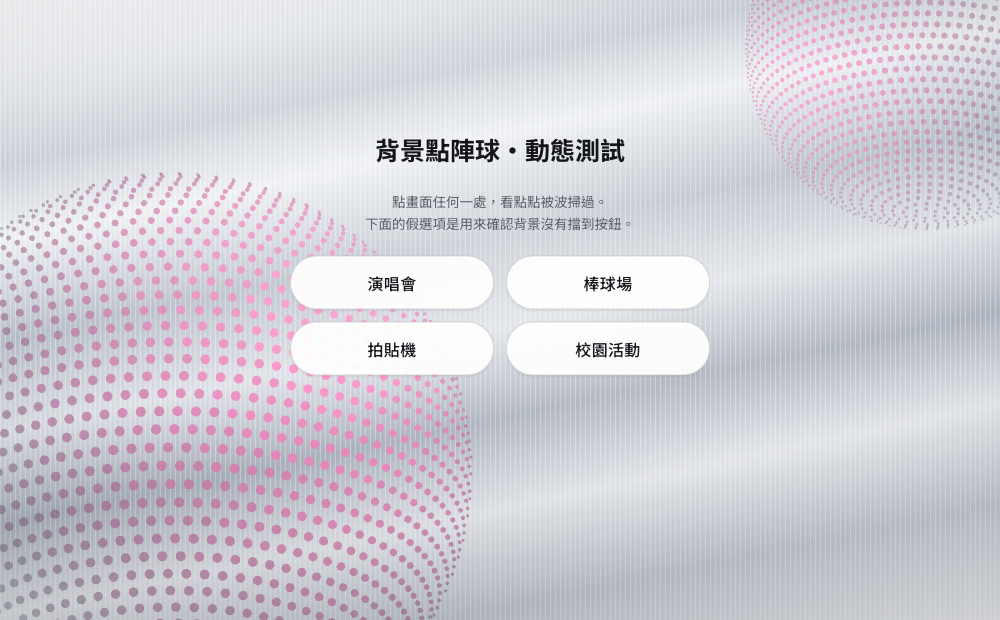 背景點陣球・動態測試
點畫面任何一處，看點點被波掃過。
下面的假選項是用來確認背景沒有擋到按鈕。
演唱會
棒球場
拍貼機
校園活動